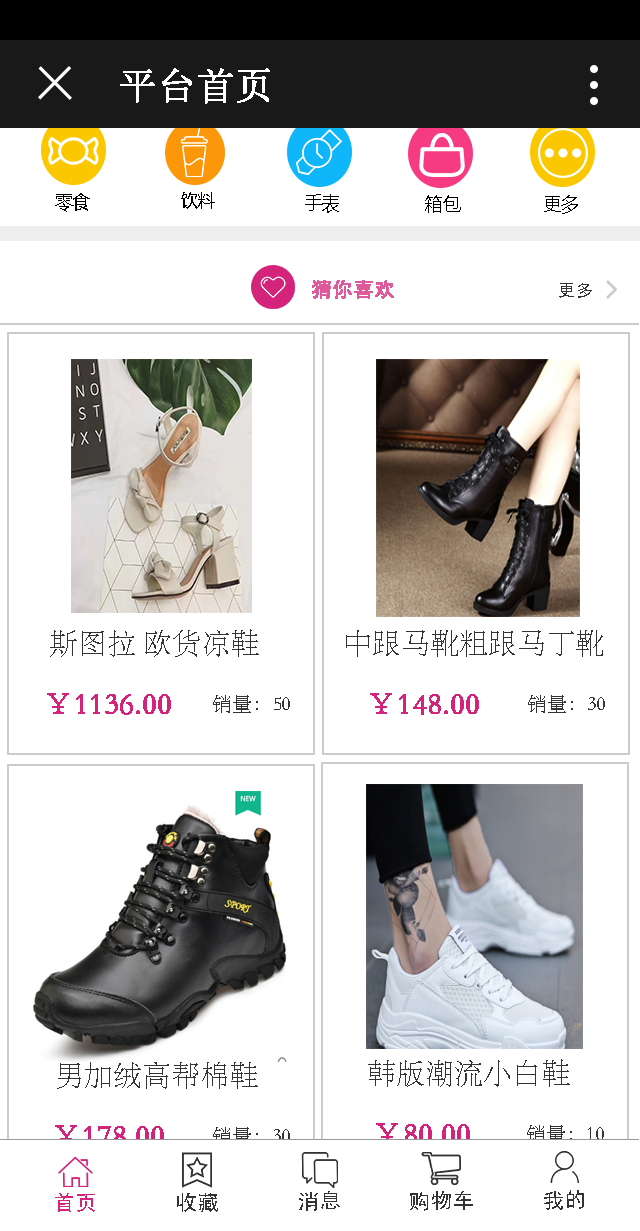 平台首页
零食 饮料 手表 箱包 更多
猜你喜欢 更多
I J
N O
S T
W X Y
斯图拉 欧货凉鞋 中跟马靴粗跟马丁靴
￥1136.00 销量：50 ￥148.00 销量：30
NEW
SPORT
男加绒高帮棉鞋 韩版潮流小白鞋
￥178.00 销量：30 ￥80.00 销量：10
首页 收藏 消息 购物车 我的